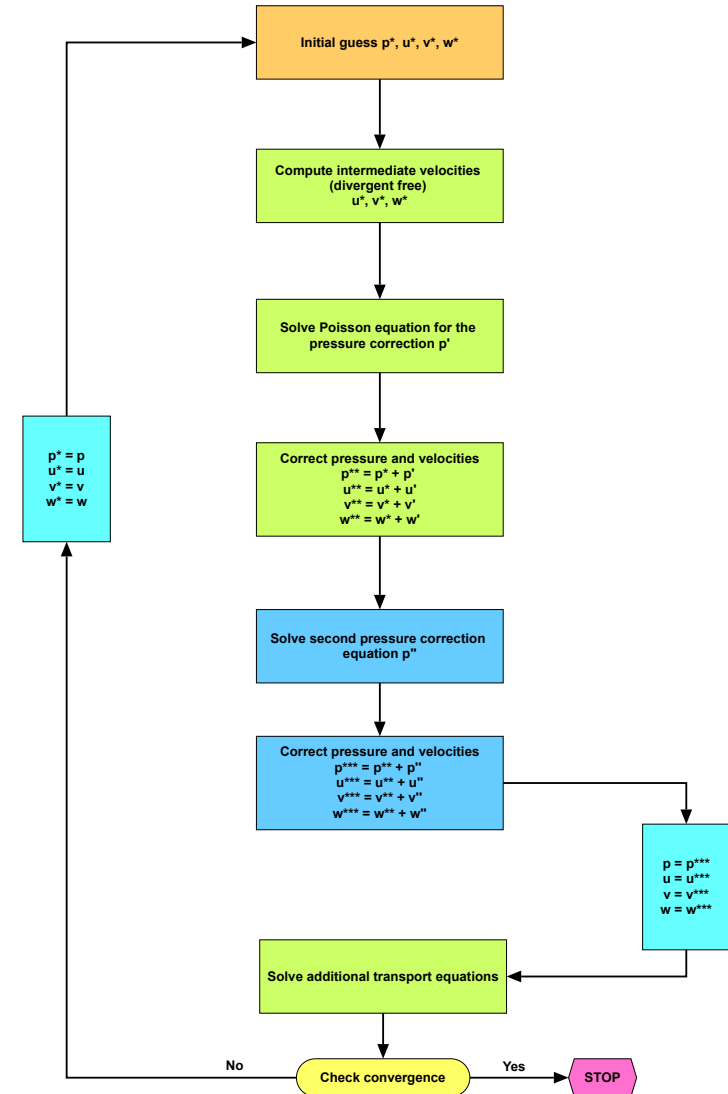 Initial guess p*, u*, v*, w*
Compute intermediate velocities
(divergent free)
u*, v*, w*
Solve Poisson equation for the
pressure correction p'
Correct pressure and velocities
p** = p* + p'
u** = u* + u'
v** = v* + v'
w** = w* + w'
Solve second pressure correction
equation p"
Correct pressure and velocities
p*** = p** + p"
u*** = u** + u"
v*** = v** + v"
w*** = w** + w"
p = p***
u = u***
v = v***
w = w***
Solve additional transport equations
Check convergence
Yes
STOP
No
p* = p
u* = u
v* = v
w* = w